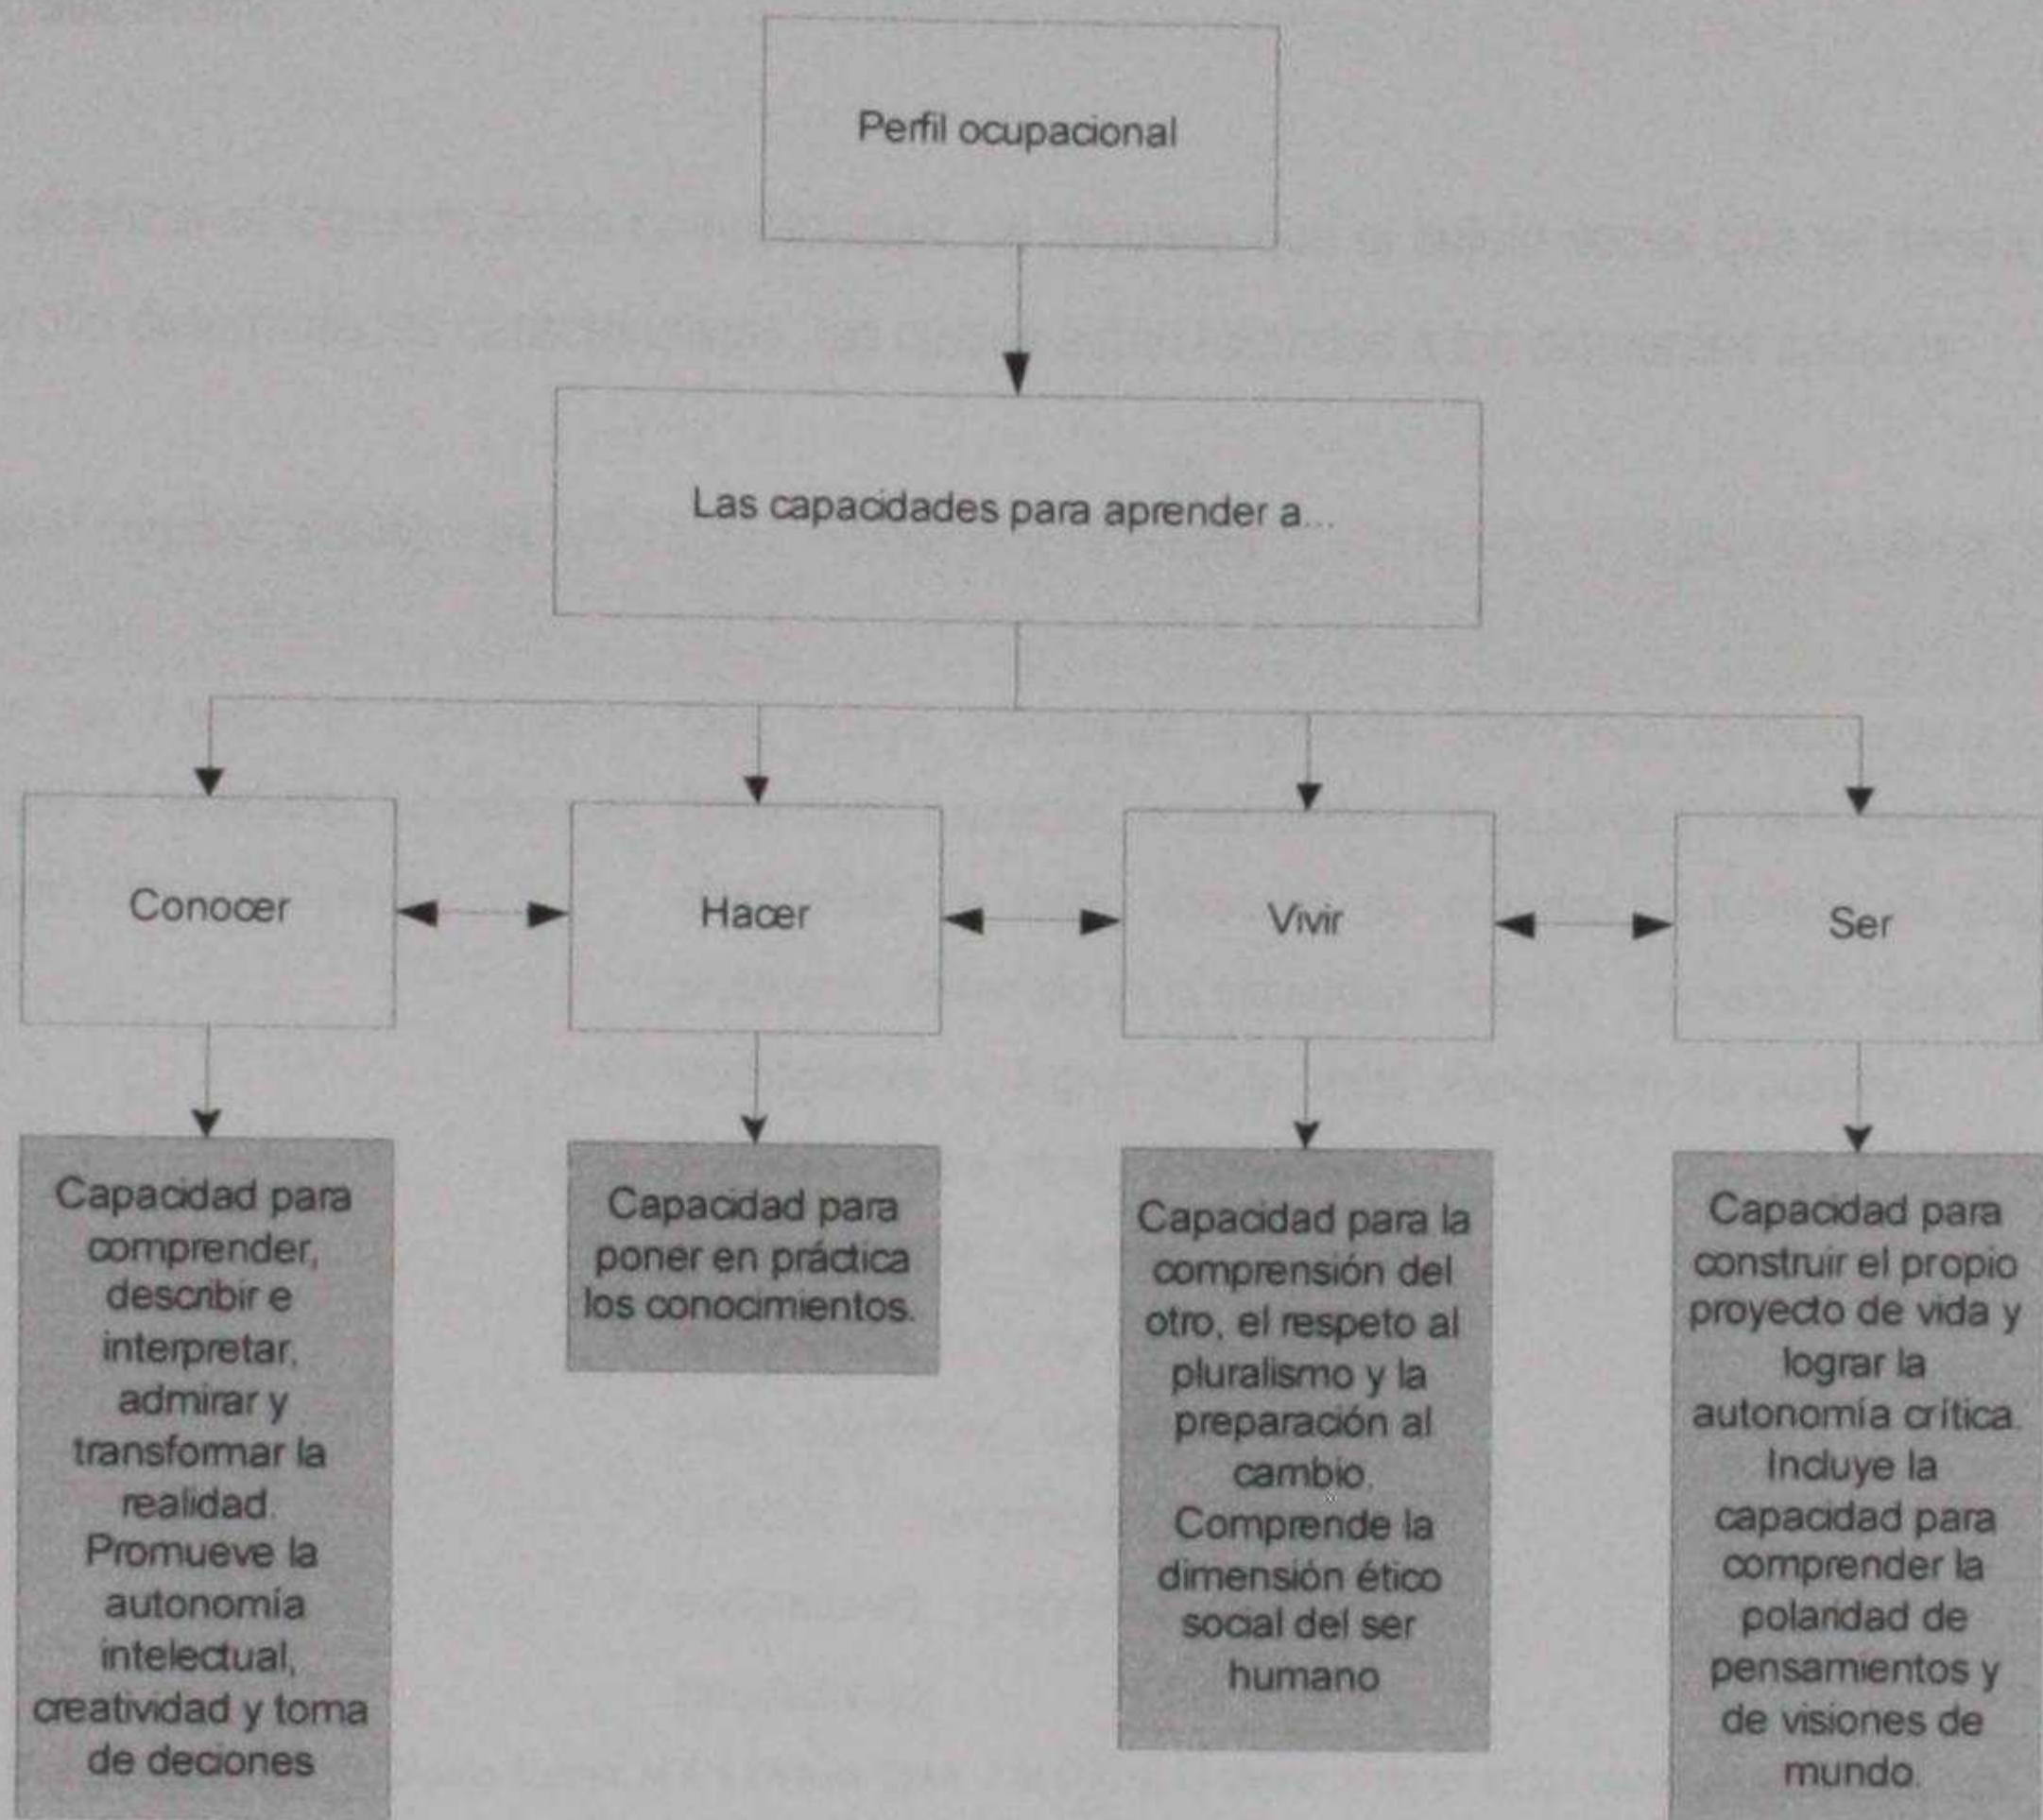 Perfil ocupacional
Las capacidades para aprender a...
Conocer
Hacer
Vivir
Ser
Capacidad para
comprender,
describir e
interpretar,
admirar y
transformar la
realidad.
Promueve la
autonomía
intelectual,
creatividad y toma
de deciones
Capacidad para
poner en práctica
los conocimientos.
Capacidad para la
comprensión del
otro, el respeto al
pluralismo y la
preparación al
cambio.
Comprende la
dimensión ético
social del ser
humano
Capacidad para
construir el propio
proyecto de vida y
lograr la
autonomía crítica.
Incluye la
capacidad para
comprender la
polaridad de
pensamientos y
de visiones de
mundo.